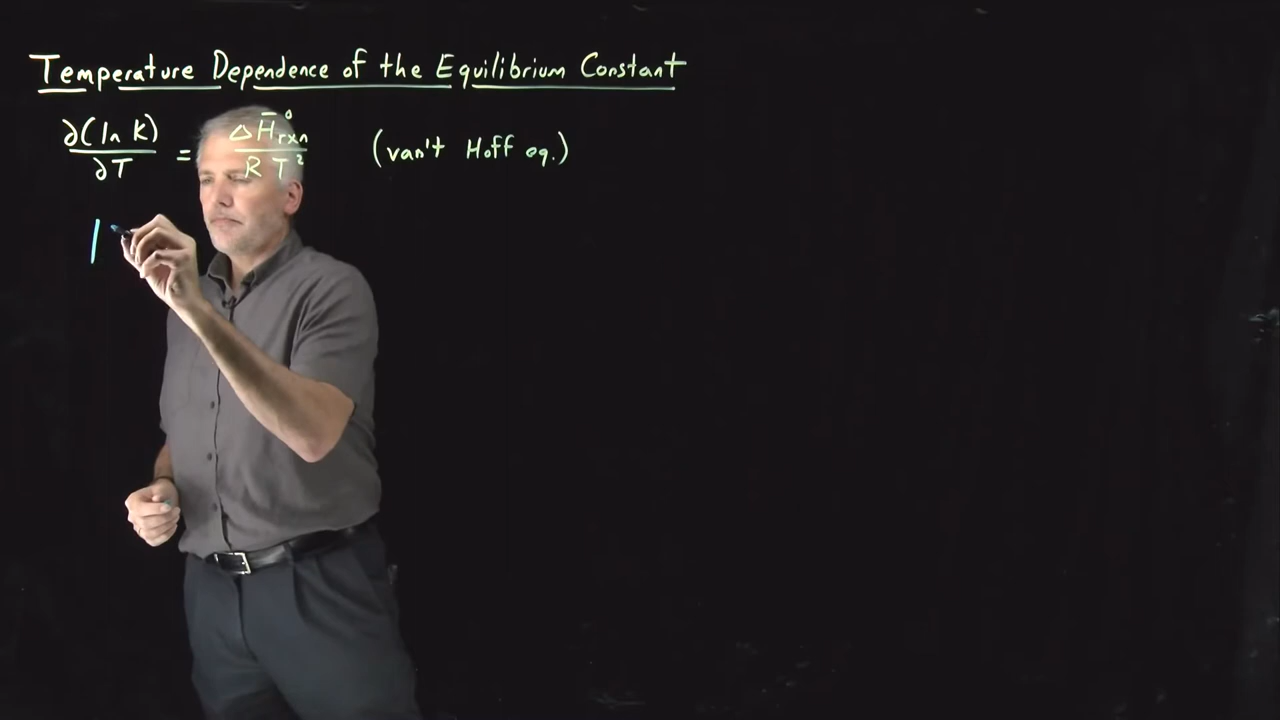 Temperature Dependence of the Equilibrium Constant
∂(ln K)/∂T = ΔH̄°rxn/RT² (van't Hoff eq.)